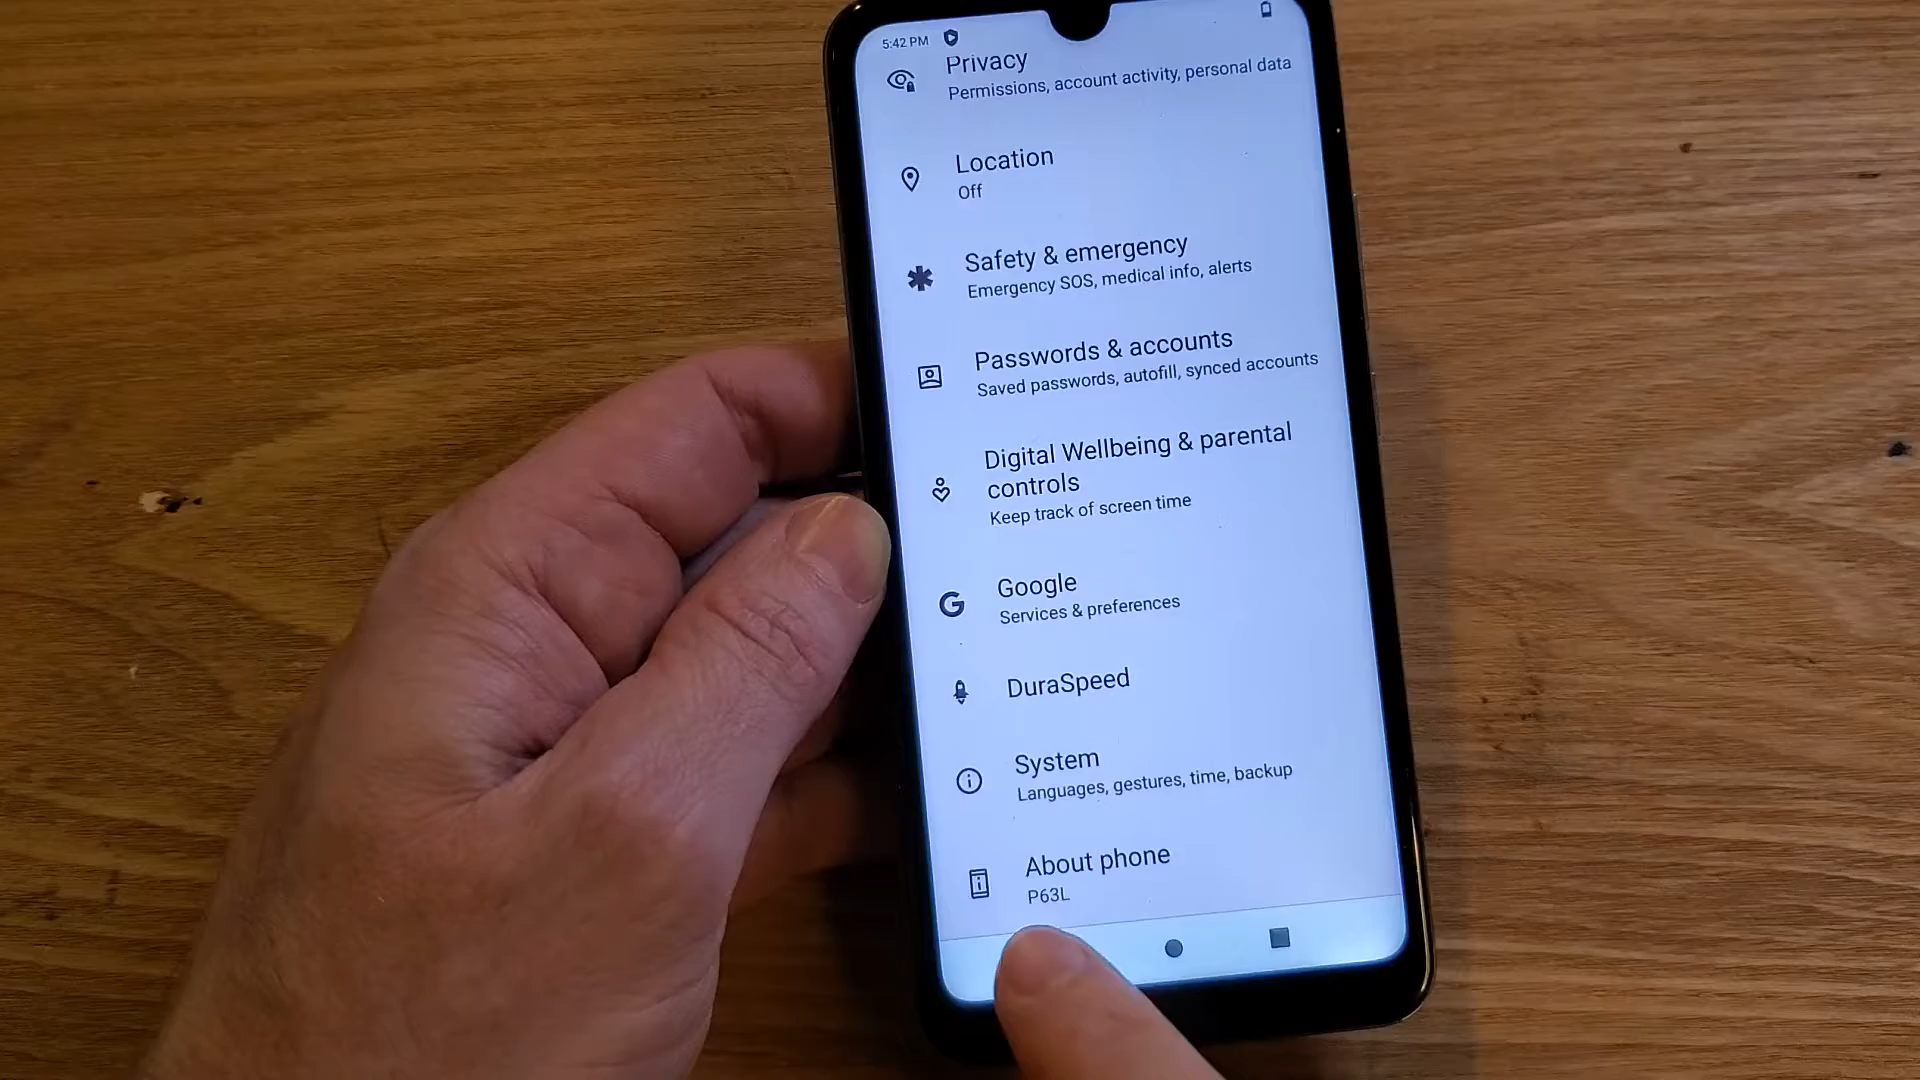 5:42 PM
Privacy
Permissions, account activity, personal data
Location
Off
Safety & emergency
Emergency SOS, medical info, alerts
Passwords & accounts
Saved passwords, autofill, synced accounts
Digital Wellbeing & parental
controls
Keep track of screen time
Google
Services & preferences
DuraSpeed
System
Languages, gestures, time, backup
About phone
P63L